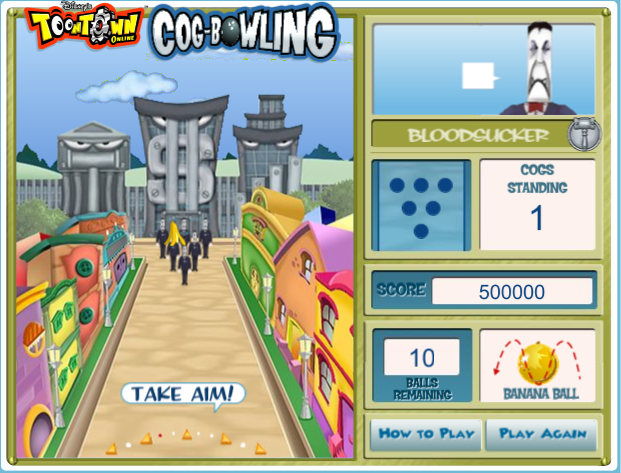 Disney's
TOONTOWN
ONLINE
COG-BOWLING
BLOODSUCKER
COGS
STANDING
1
SCORE 500000
10
BALLS
REMAINING
BANANA BALL
TAKE AIM!
HOW TO PLAY PLAY AGAIN